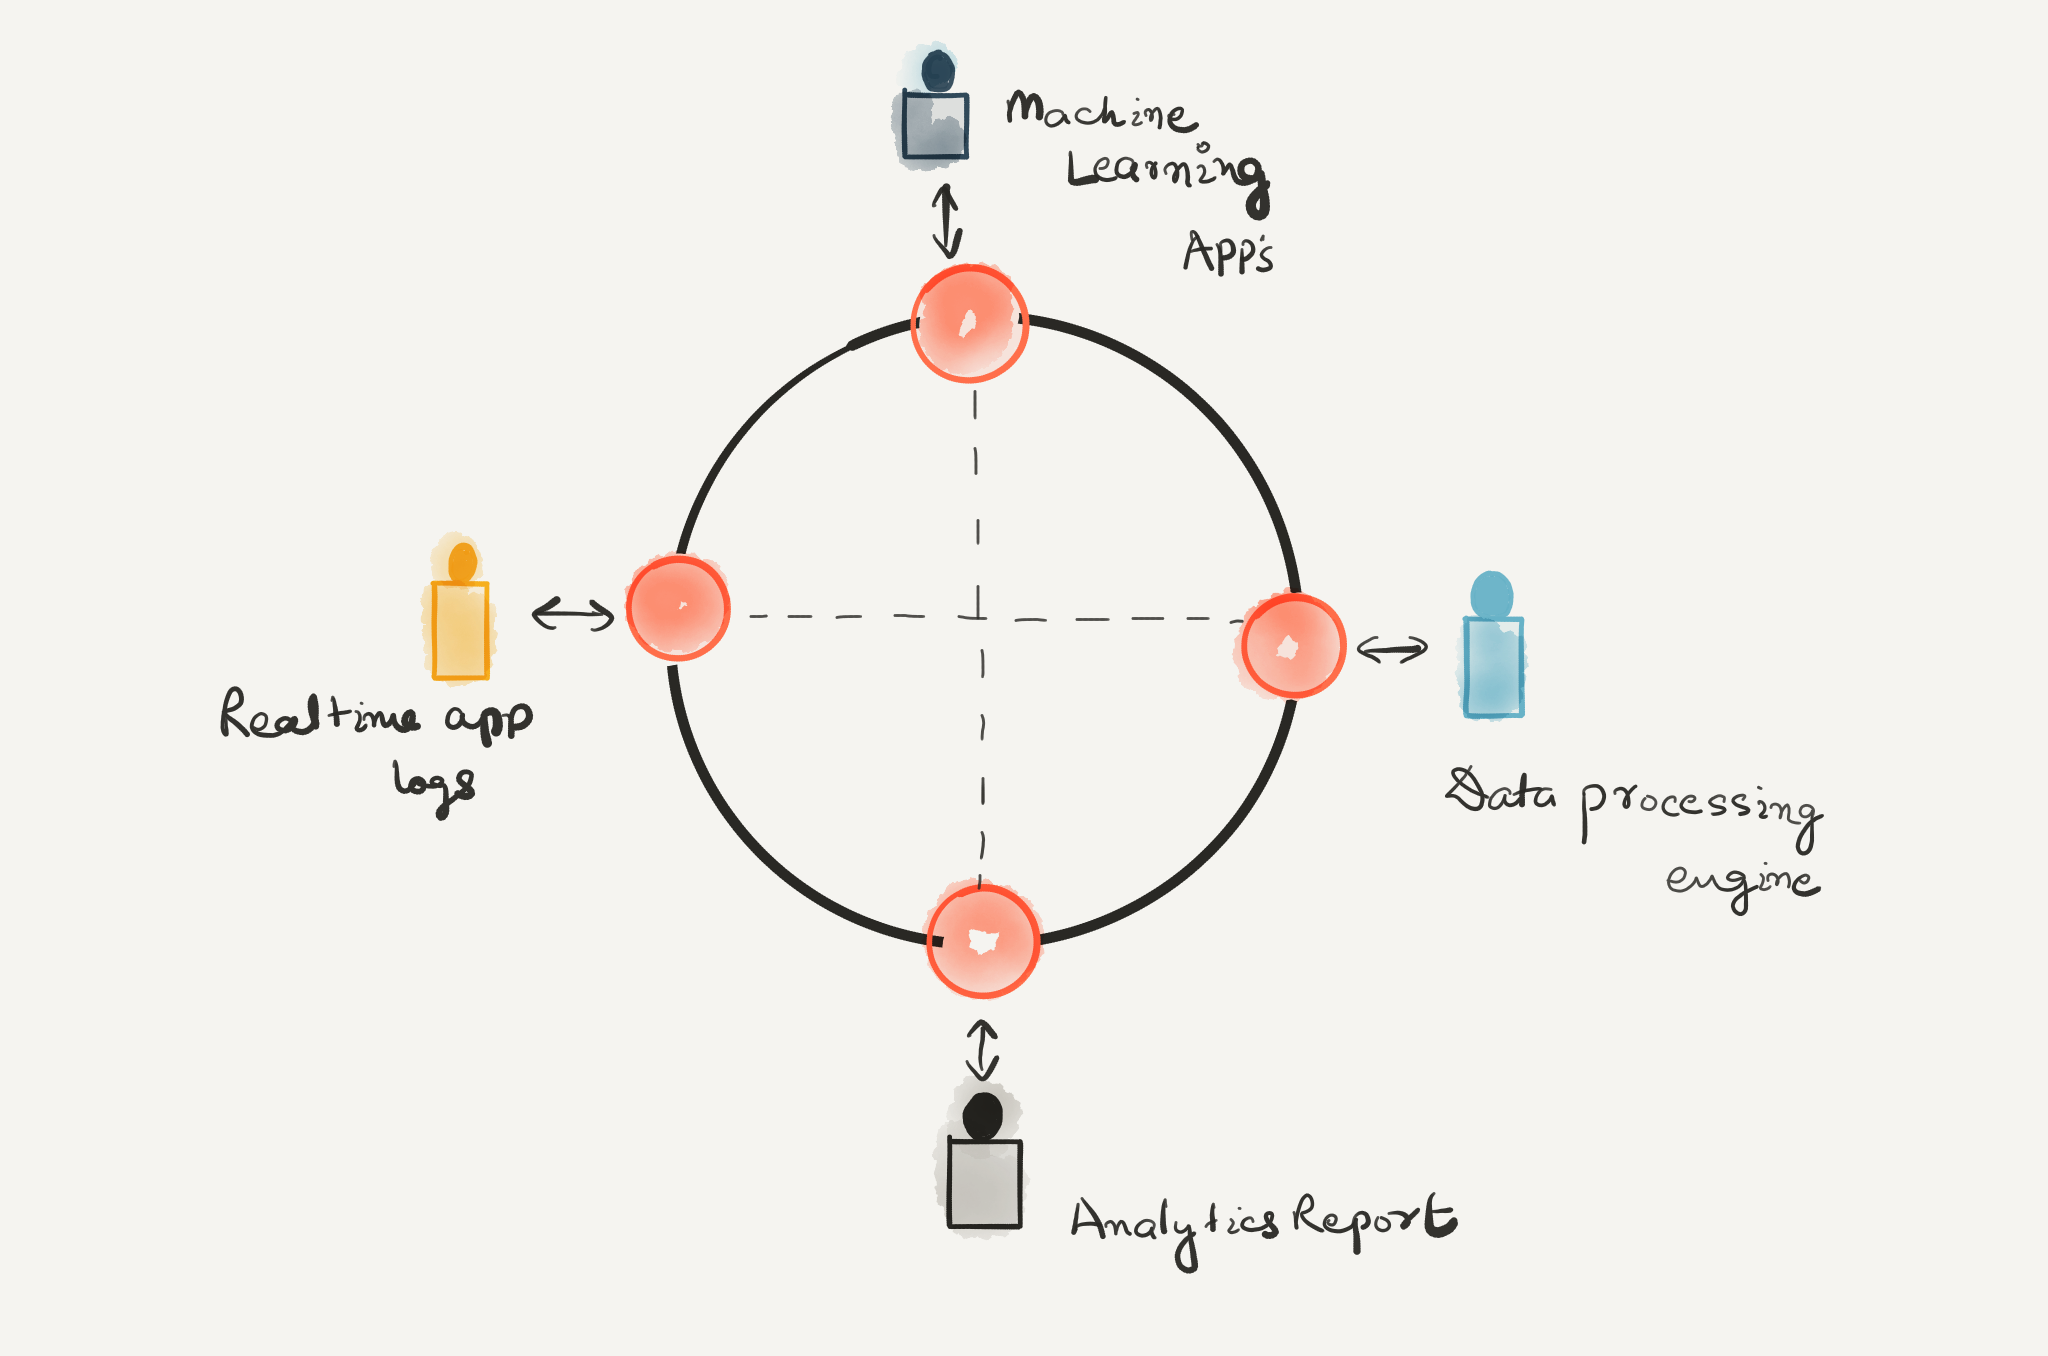 Machine
Learning
App's
Realtime app
logs
Data processing
engine
Analytics Report